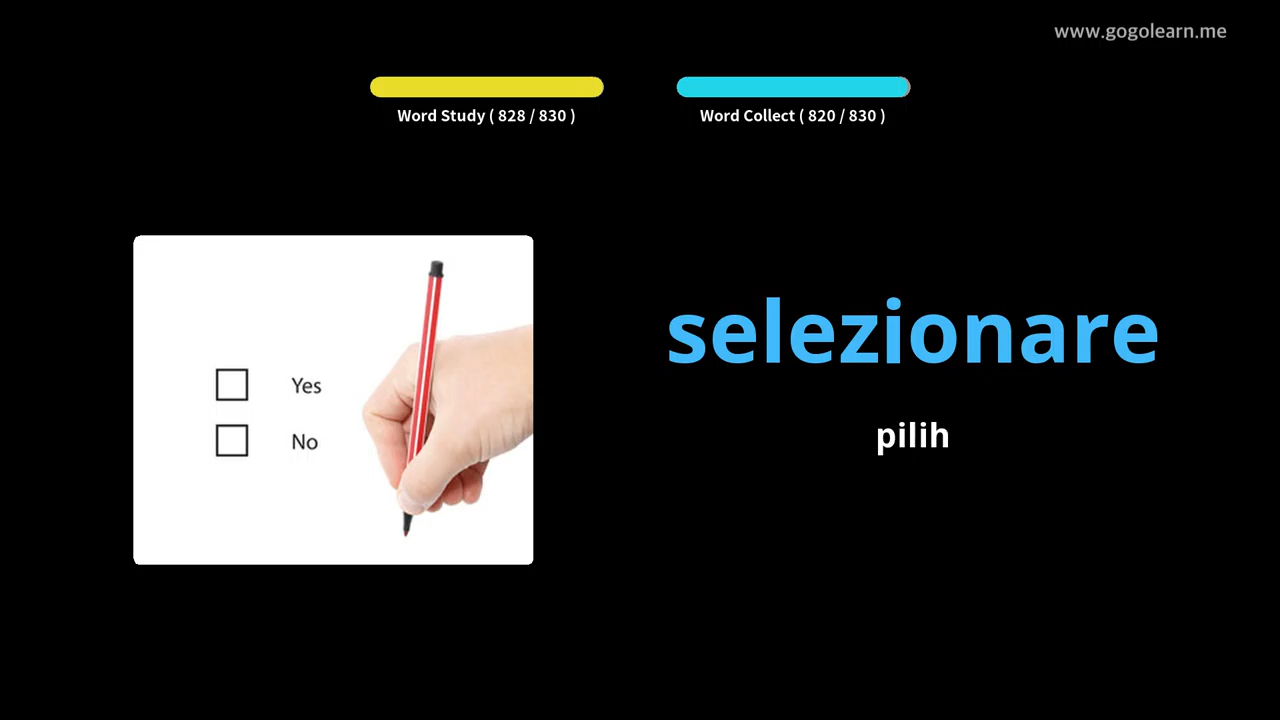 www.gogolearn.me
Word Study ( 828 / 830 )
Word Collect ( 820 / 830 )
selezionare
pilih
Yes
No